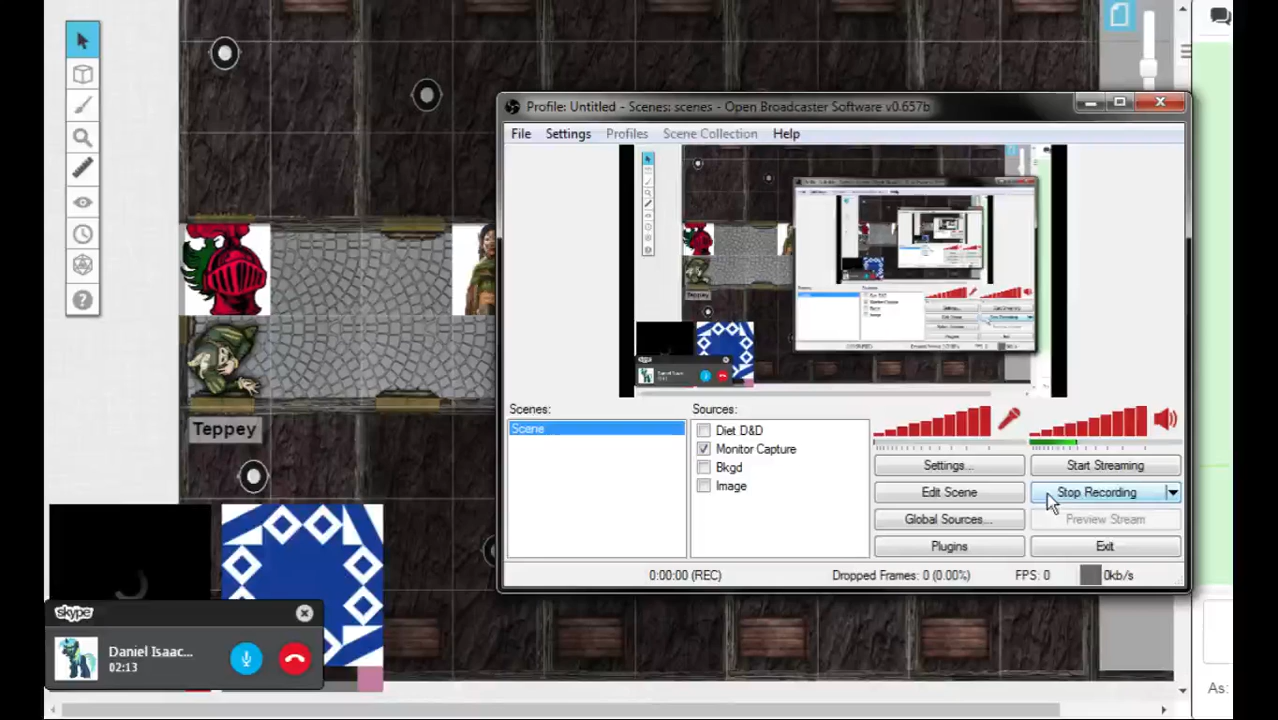 Profile: Untitled - Scenes: scenes - Open Broadcaster Software v0.657b
File Settings Profiles Scene Collection Help
Scenes:
Scene
Sources:
Diet D&D
Monitor Capture
Bkgd
Image
Settings...
Start Streaming
Edit Scene
Stop Recording
Global Sources...
Preview Stream
Plugins
Exit
0:00:00 (REC)
Dropped Frames: 0 (0.00%)
FPS: 0
0kb/s
Teppey
Teppey
skype
Daniel Isaac...
02:13
As: